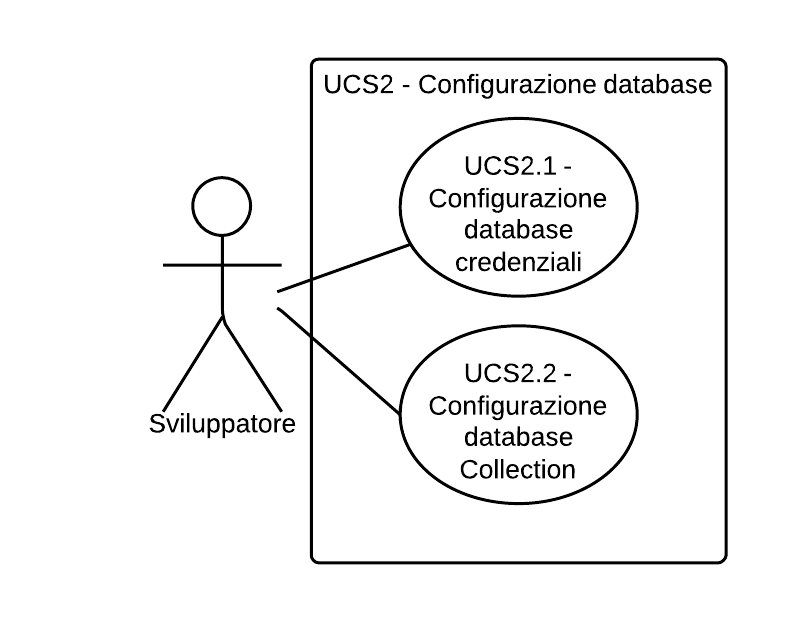 UCS2 - Configurazione database
UCS2.1 -
Configurazione
database
credenziali
UCS2.2 -
Configurazione
database
Collection
Sviluppatore